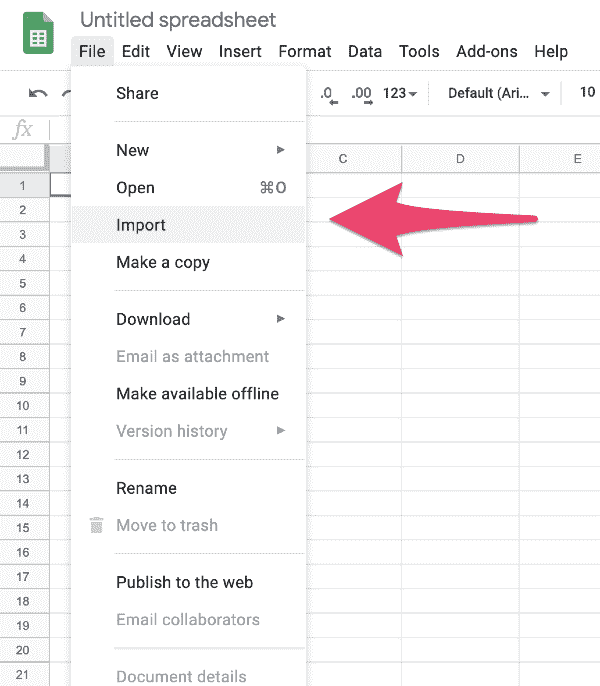 Untitled spreadsheet
File Edit View Insert Format Data Tools Add-ons Help
.0 .00 123 Default (Ari... 10
fx
C D E
Share
New
Open ⌘O
Import
Make a copy
Download
Email as attachment
Make available offline
Version history
Rename
Move to trash
Publish to the web
Email collaborators
Document details
1
2
3
4
5
6
7
8
9
10
11
12
13
14
15
16
17
18
19
20
21